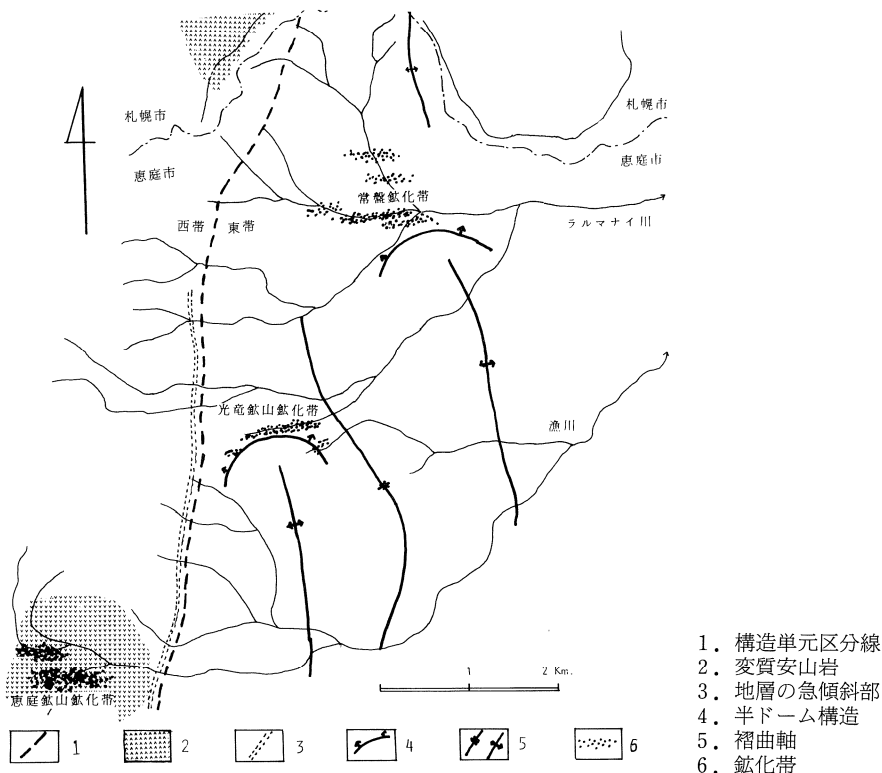 札幌市
恵庭市
札幌市
恵庭市
常盤鉱化帯
西帯 東帯
ラルマナイ川
光竜鉱山鉱化帯
漁川
恵庭鉱山鉱化帯
1 2 Km.
1 2 3 4 5 6
1. 構造単元区分線
2. 変質安山岩
3. 地層の急傾斜部
4. 半ドーム構造
5. 褶曲軸
6. 鉱化帯